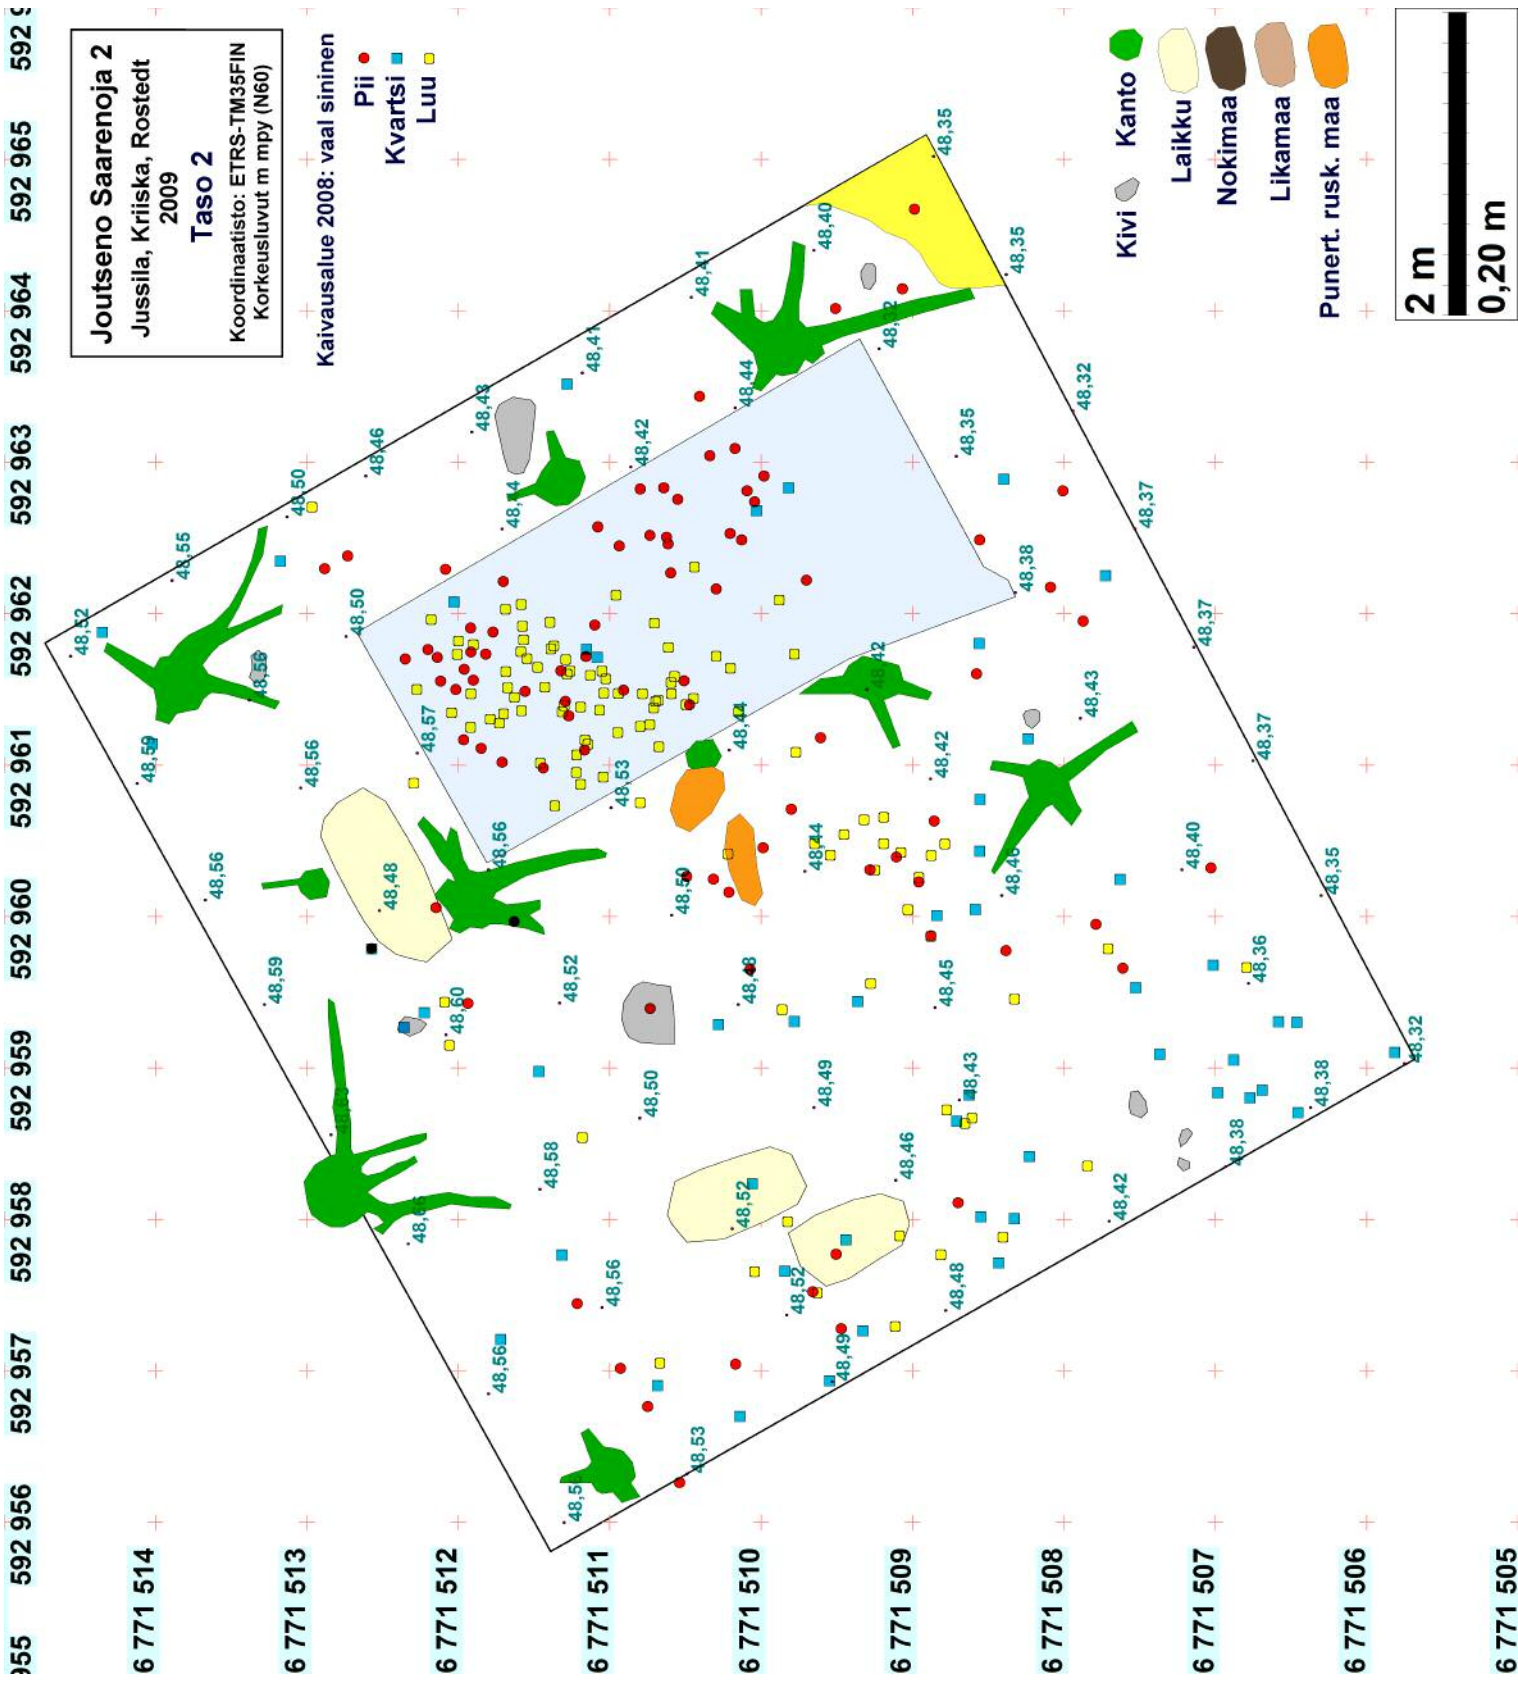 Joutseno Saarenoja 2
Jussila, Kriiska, Rostedt
2009
Taso 2
Koordinaatisto: ETRS-TM35FIN
Korkeusluvut m mpy (N60)
Kaivausalue 2008: vaal sininen
Pii
Kvartsi
Luu
Kivi
Kanto
Laikku
Nokimaa
Likamaa
Punert. rusk. maa
2 m
0,20 m
592 965
592 964
592 963
592 962
592 961
592 960
592 959
592 958
592 957
592 956
955
6 771 514
6 771 513
6 771 512
6 771 511
6 771 510
6 771 509
6 771 508
6 771 507
6 771 506
6 771 505
48,35
48,40
48,41
48,35
48,32
48,41
48,44
48,43
48,32
48,46
48,42
48,35
48,50
48,44
48,37
48,55
48,50
48,38
48,52
48,37
48,56
48,42
48,43
48,57
48,44
48,37
48,59
48,56
48,53
48,42
48,56
48,44
48,40
48,56
48,48
48,50
48,46
48,35
48,59
48,60
48,52
48,48
48,45
48,36
48,63
48,50
48,49
48,43
48,38
48,32
48,66
48,58
48,52
48,46
48,42
48,38
48,56
48,52
48,48
48,56
48,49
48,53